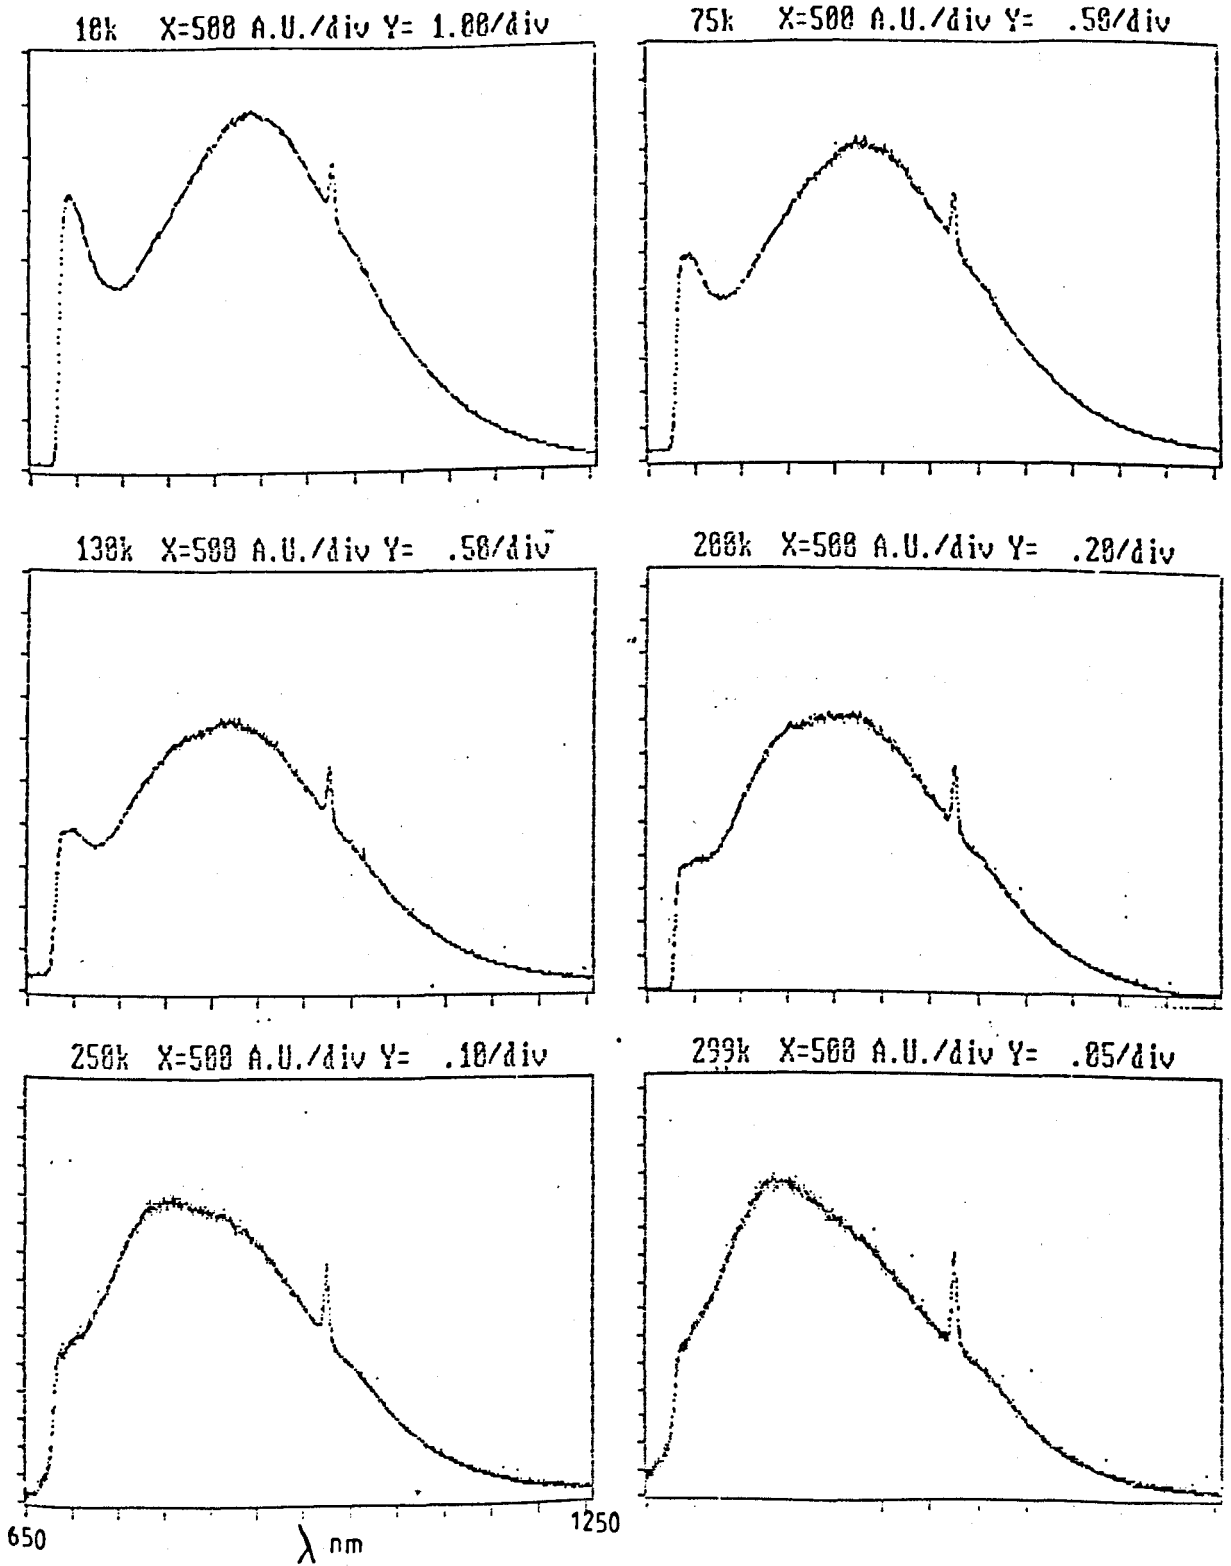 10k X=500 A.U./div Y= 1.00/div
75k X=500 A.U./div Y= .50/div
130k X=500 A.U./div Y= .50/div
200k X=500 A.U./div Y= .20/div
250k X=500 A.U./div Y= .10/div
299k X=500 A.U./div Y= .05/div
650
λ nm
1250